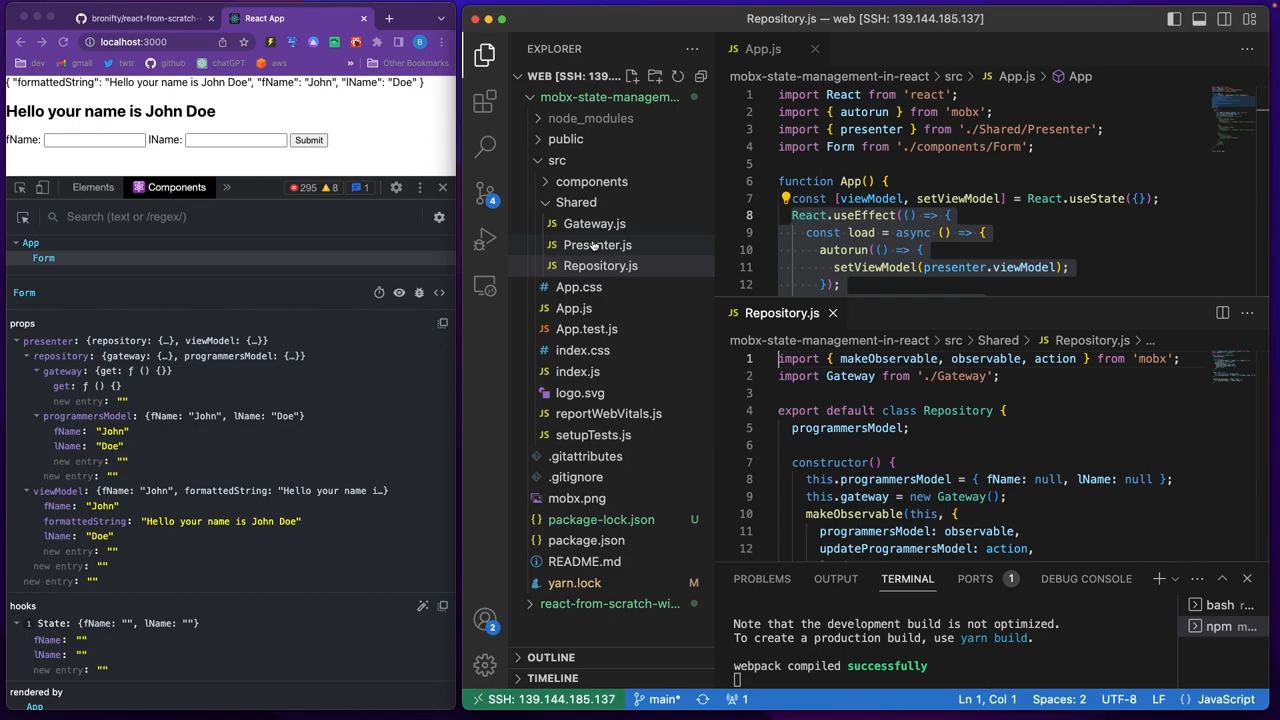 bronifty/react-from-scratch-
React App
localhost:3000
dev
gmail
twtr
github
chatGPT
aws
Other Bookmarks
{ "formattedString": "Hello your name is John Doe", "fName": "John", "lName": "Doe" }
Hello your name is John Doe
fName:
lName:
Submit
Elements
Components
295
8
1
Search (text or /regex/)
App
Form
Form
props
presenter: {repository: {…}, viewModel: {…}}
repository: {gateway: {…}, programmersModel: {…}}
gateway: {get: ƒ () {}}
get: ƒ () {}
new entry: ""
programmersModel: {fName: "John", lName: "Doe"}
fName: "John"
lName: "Doe"
new entry: ""
new entry: ""
viewModel: {fName: "John", formattedString: "Hello your name i…}
fName: "John"
formattedString: "Hello your name is John Doe"
lName: "Doe"
new entry: ""
new entry: ""
new entry: ""
hooks
1 State: {fName: "", lName: ""}
fName: ""
lName: ""
new entry: ""
rendered by
App
Repository.js — web [SSH: 139.144.185.137]
4
2
EXPLORER
WEB [SSH: 139....
mobx-state-managem...
node_modules
public
src
components
Shared
JS Gateway.js
JS Presenter.js
JS Repository.js
# App.css
JS App.js
JS App.test.js
# index.css
JS index.js
logo.svg
JS reportWebVitals.js
JS setupTests.js
.gitattributes
.gitignore
mobx.png
{} package-lock.json U
{} package.json
README.md
yarn.lock M
react-from-scratch-wi...
OUTLINE
TIMELINE
JS App.js
mobx-state-management-in-react > src > JS App.js > App
1 import React from 'react';
2 import { autorun } from 'mobx';
3 import { presenter } from './Shared/Presenter';
4 import Form from './components/Form';
5
6 function App() {
7 const [viewModel, setViewModel] = React.useState({});
8 React.useEffect(() => {
9 const load = async () => {
10 autorun(() => {
11 setViewModel(presenter.viewModel);
12 });
JS Repository.js
mobx-state-management-in-react > src > Shared > JS Repository.js > ...
1 import { makeObservable, observable, action } from 'mobx';
2 import Gateway from './Gateway';
3
4 export default class Repository {
5 programmersModel;
6
7 constructor() {
8 this.programmersModel = { fName: null, lName: null };
9 this.gateway = new Gateway();
10 makeObservable(this, {
11 programmersModel: observable,
12 updateProgrammersModel: action,
PROBLEMS
OUTPUT
TERMINAL
PORTS
1
DEBUG CONSOLE
Note that the development build is not optimized.
To create a production build, use yarn build.
webpack compiled successfully
bash r...
npm m...
SSH: 139.144.185.137
main*
1
Ln 1, Col 1
Spaces: 2
UTF-8
LF
{} JavaScript